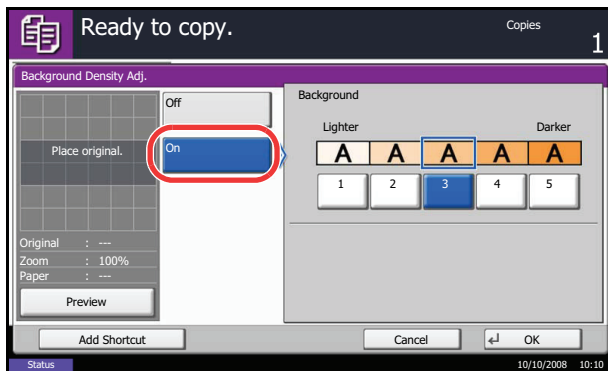 Ready to copy.
Copies
1
Background Density Adj.
Place original.
Original : ---
Zoom : 100%
Paper : ---
Preview
Off
On
Background
Lighter Darker
A A A A A
1 2 3 4 5
Add Shortcut
Cancel
OK
Status
10/10/2008 10:10